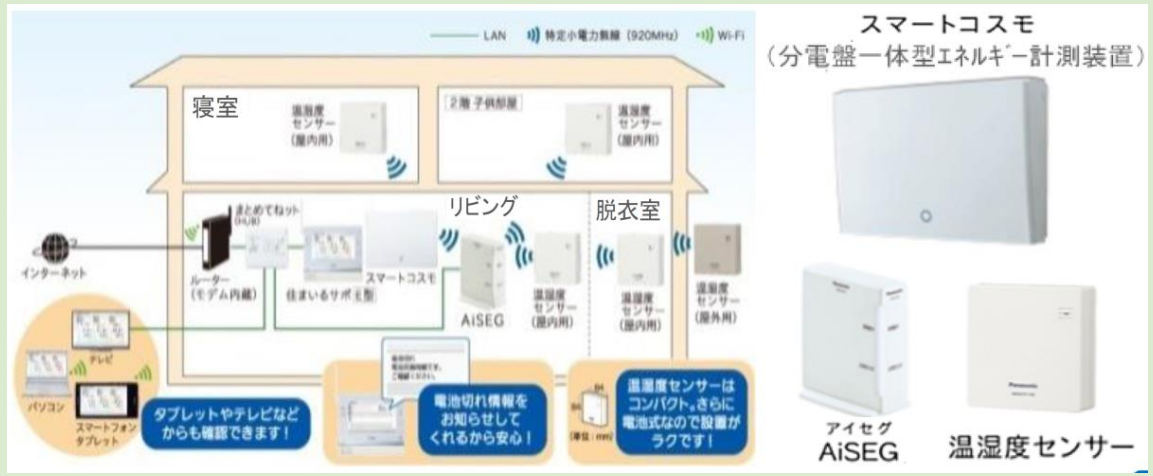 LAN 特定小電力無線（920MHz） Wi-Fi
寝室
温湿度
センサー
（屋内用）
2階 子供部屋
温湿度
センサー
（屋内用）
インターネット
ルーター
（モデム内蔵）
まとめてねット
（HUB）
住まいるサポ
スマートコスモ
リビング
AiSEG
温湿度
センサー
（屋内用）
脱衣室
温湿度
センサー
（屋内用）
温湿度
センサー
（屋外用）
テレビ
パソコン
スマートフォン
タブレット
タブレットやテレビなど
からも確認できます！
電池切れ情報を
お知らせして
くれるから安心！
（単位：mm）
温湿度センサーは
コンパクト。さらに
電池式なので設置が
ラクです！
スマートコスモ
（分電盤一体型エネルギー計測装置）
Panasonic
アイセグ
AiSEG
Panasonic
温湿度センサー